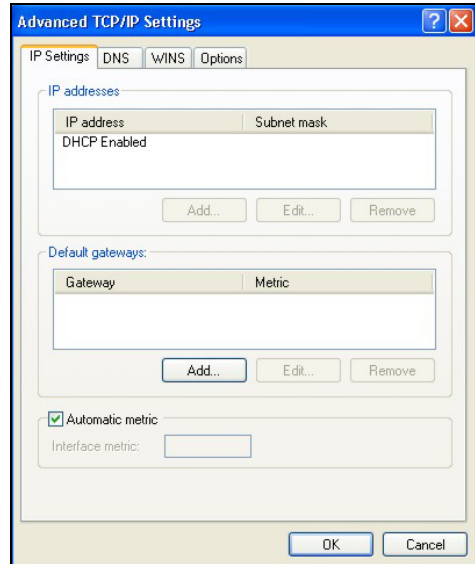 Advanced TCP/IP Settings
IP Settings DNS WINS Options
IP addresses
IP address Subnet mask
DHCP Enabled
Add... Edit... Remove
Default gateways:
Gateway Metric
Add... Edit... Remove
Automatic metric
Interface metric:
OK Cancel